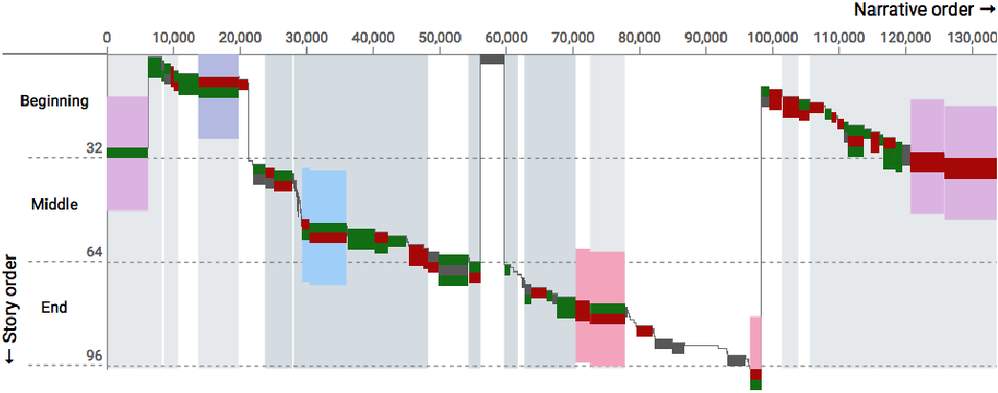 Narrative order →
0 10,000 20,000 30,000 40,000 50,000 60,000 70,000 80,000 90,000 100,000 110,000 120,000 130,000
Beginning
32
Middle
64
End
96
← Story order